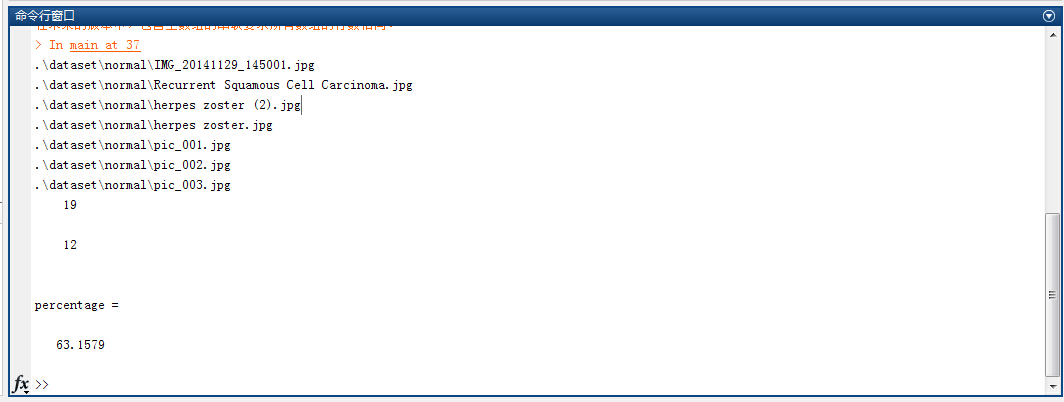 命令行窗口
> In main at 37
.\dataset\normal\IMG_20141129_145001.jpg
.\dataset\normal\Recurrent Squamous Cell Carcinoma.jpg
.\dataset\normal\herpes zoster (2).jpg
.\dataset\normal\herpes zoster.jpg
.\dataset\normal\pic_001.jpg
.\dataset\normal\pic_002.jpg
.\dataset\normal\pic_003.jpg
19
12
percentage =
63.1579
fx >>